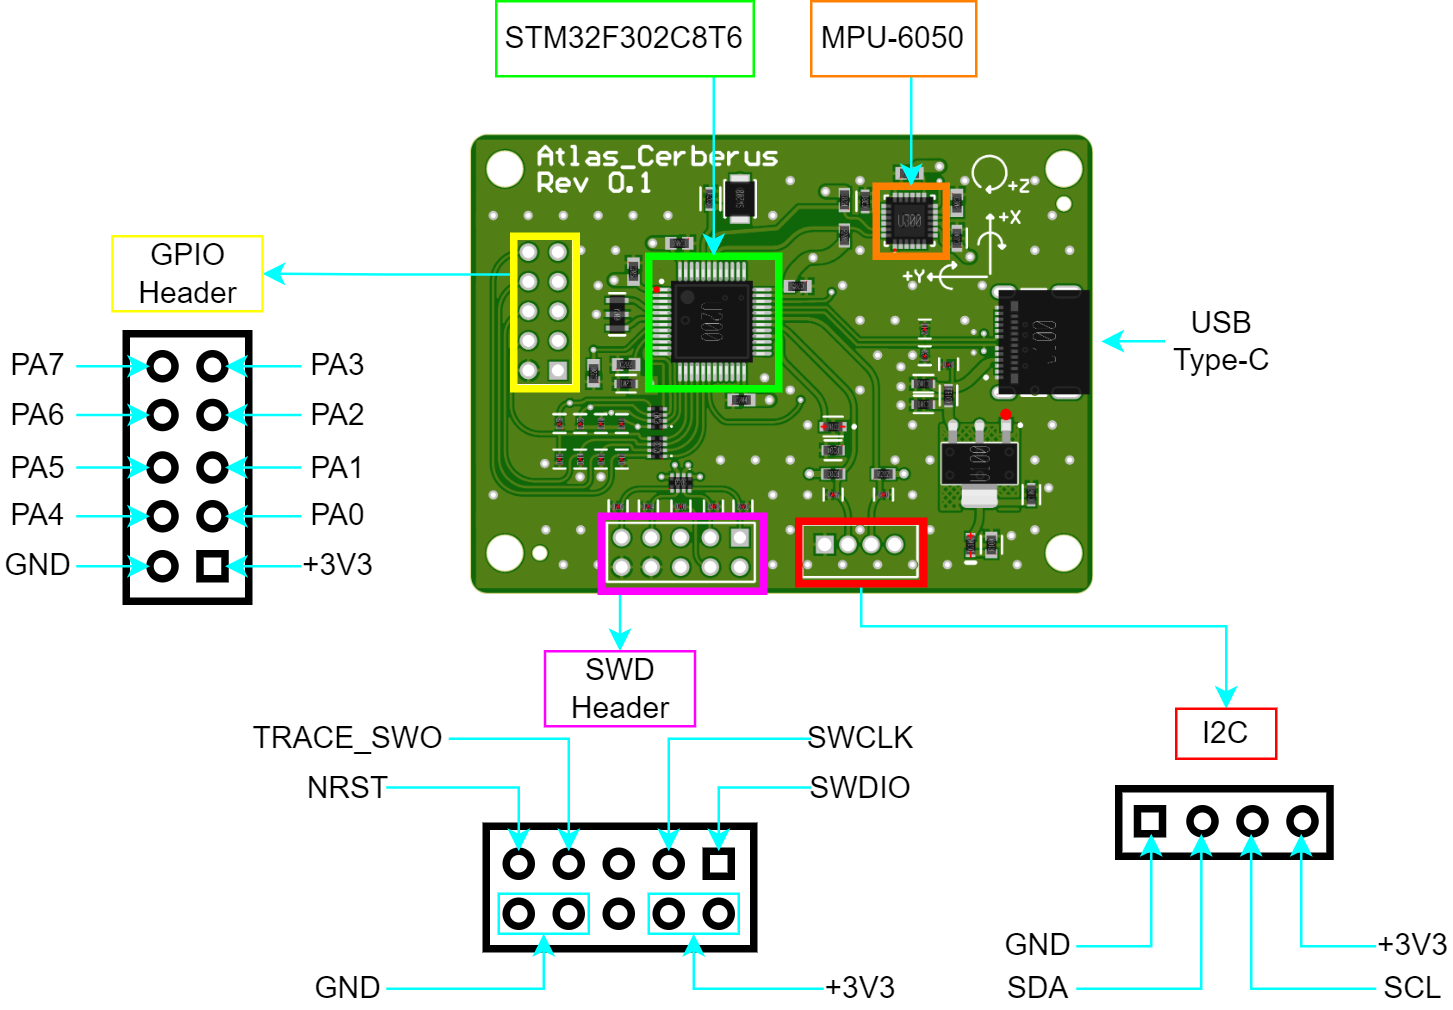 STM32F302C8T6
MPU-6050
Atlas_Cerberus
Rev 0.1
+Z
+X
+Y
U300
U200
GPIO
Header
USB
Type-C
PA7
PA3
PA6
PA2
PA5
PA1
PA4
PA0
GND
+3V3
SWD
Header
TRACE_SWO
SWCLK
NRST
SWDIO
GND
+3V3
I2C
GND
+3V3
SDA
SCL